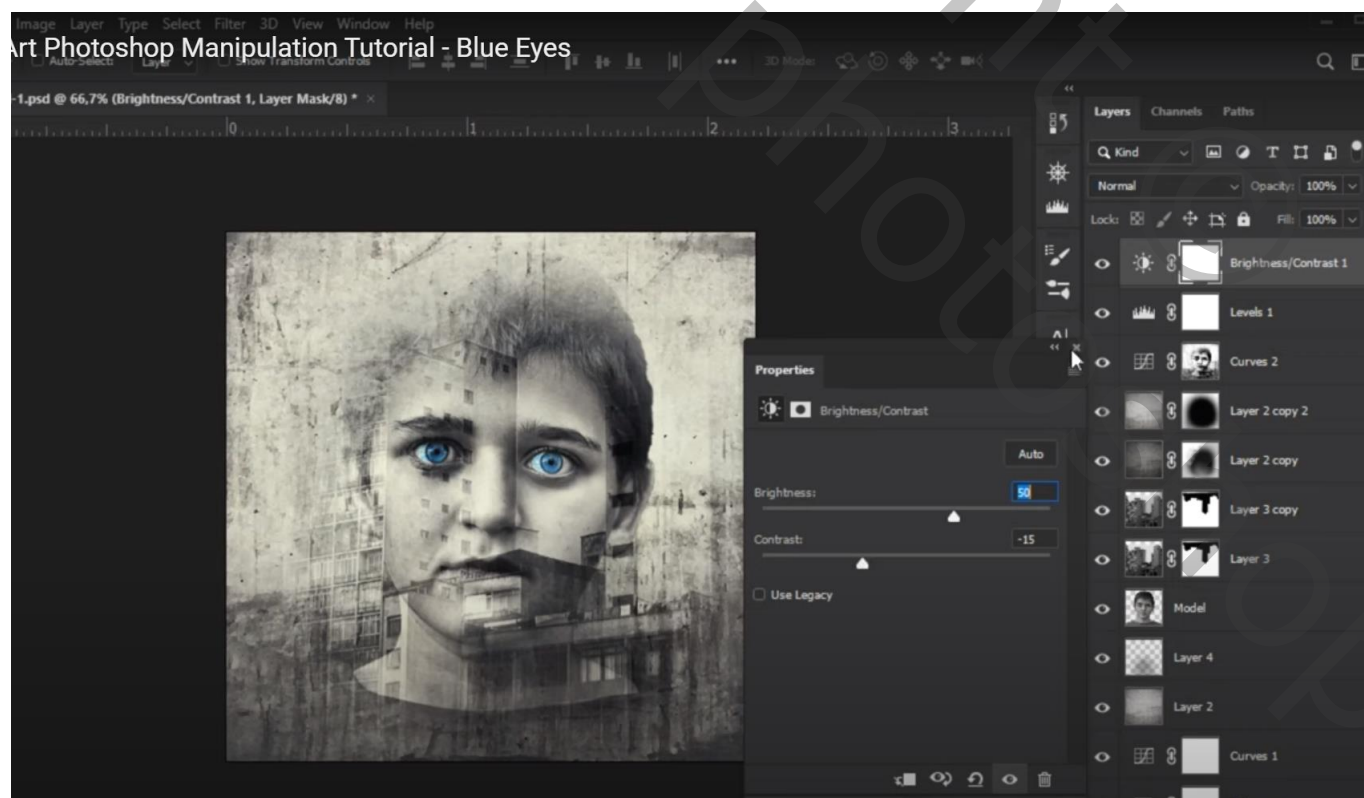 Image Layer Type Select Filter 3D View Window Help
Art Photoshop Manipulation Tutorial - Blue Eyes
Auto-Select: Layer Show Transform Controls 3D Mode:
-1.psd @ 66,7% (Brightness/Contrast 1, Layer Mask/8) * ×
0 1 2 3
Layers Channels Paths
Kind
Normal Opacity: 100%
Lock: Fill: 100%
Brightness/Contrast 1
Levels 1
Curves 2
Layer 2 copy 2
Layer 2 copy
Layer 3 copy
Layer 3
Model
Layer 4
Layer 2
Curves 1
Properties
Brightness/Contrast
Auto
Brightness: 50
Contrast: -15
Use Legacy